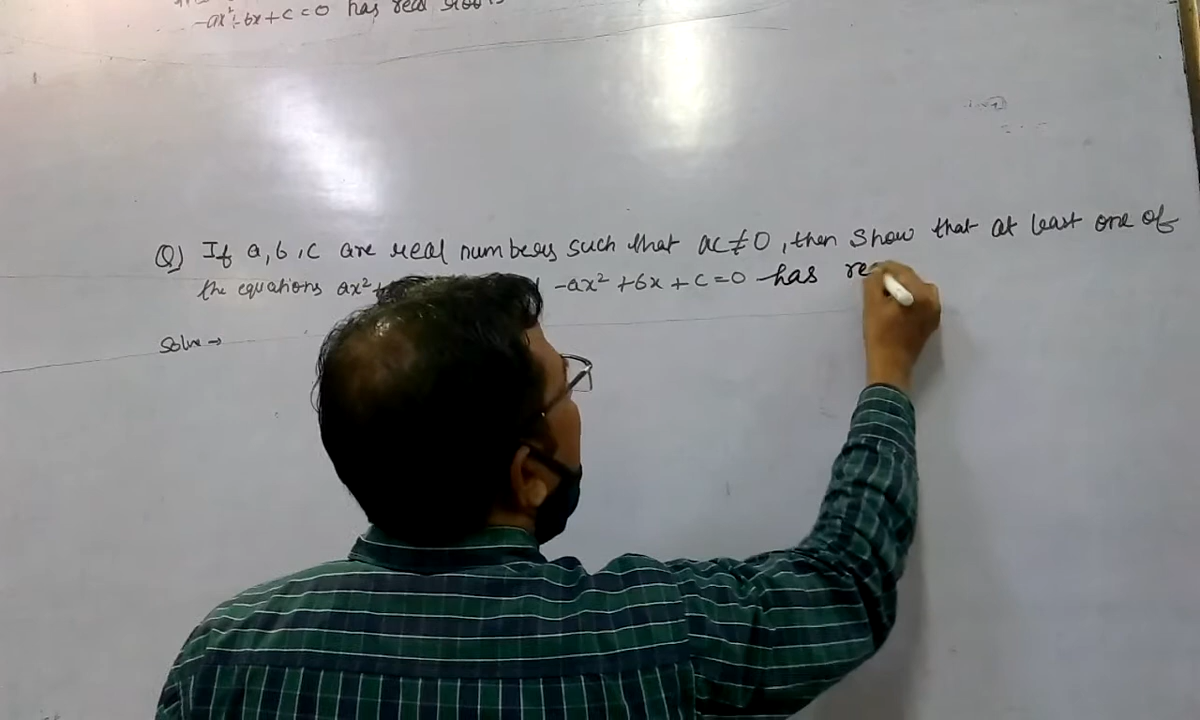 -ax²+bx+c=0 has real
Q) If a, b, c are real numbers such that ac≠0, then show that at least one of
the equations ax²+ -ax²+bx+c=0 has re
Solve→